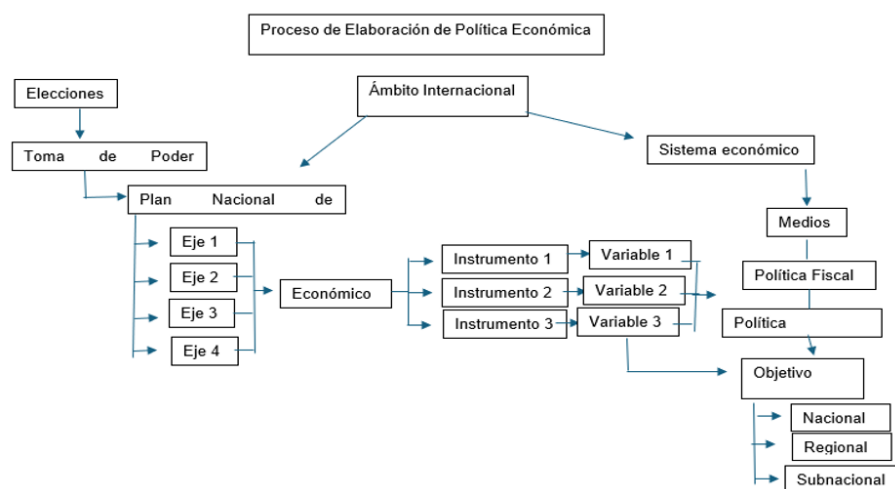 Proceso de Elaboración de Política Económica
Elecciones
Ámbito Internacional
Toma de Poder
Sistema económico
Plan Nacional de
Medios
Eje 1
Eje 2
Eje 3
Eje 4
Económico
Instrumento 1
Variable 1
Instrumento 2
Variable 2
Instrumento 3
Variable 3
Política Fiscal
Política
Objetivo
Nacional
Regional
Subnacional